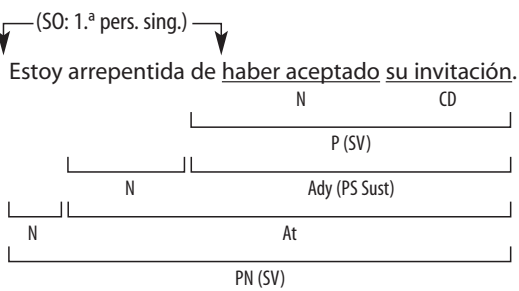 (SO: 1.ª pers. sing.)
Estoy arrepentida de haber aceptado su invitación.
N CD
P (SV)
N Ady (PS Sust)
N At
PN (SV)